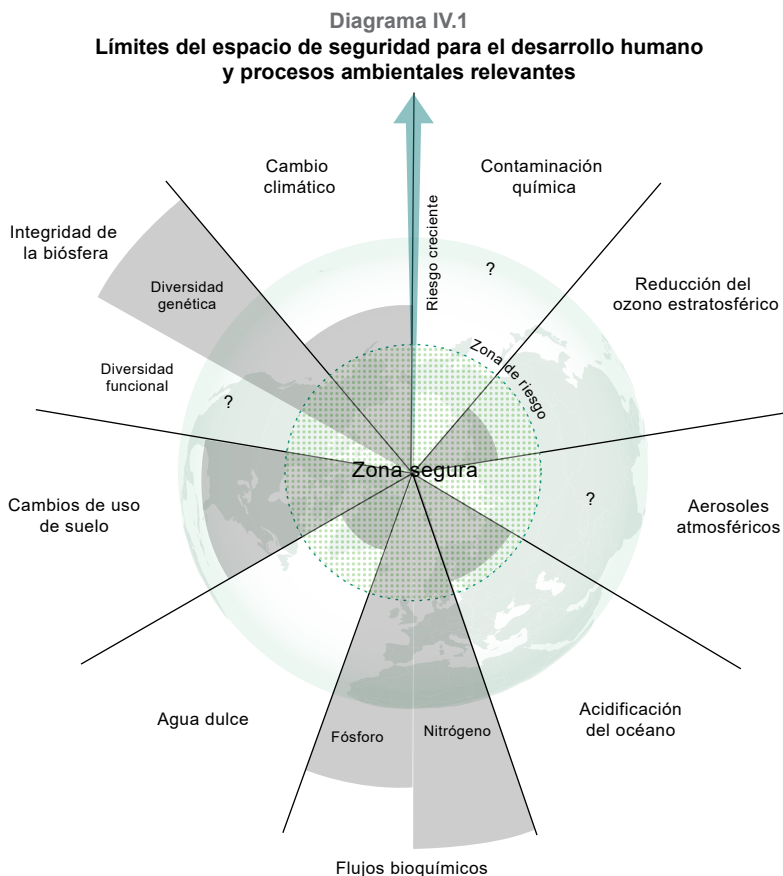 Diagrama IV.1
Límites del espacio de seguridad para el desarrollo humano
y procesos ambientales relevantes
Cambio
climático
Contaminación
química
Riesgo creciente
?
Integridad de
la biósfera
Diversidad
genética
Reducción del
ozono estratosférico
Diversidad
funcional
?
Zona de riesgo
Zona segura
Cambios de uso
de suelo
?
Aerosoles
atmosféricos
Agua dulce
Fósforo
Nitrógeno
Acidificación
del océano
Flujos bioquímicos